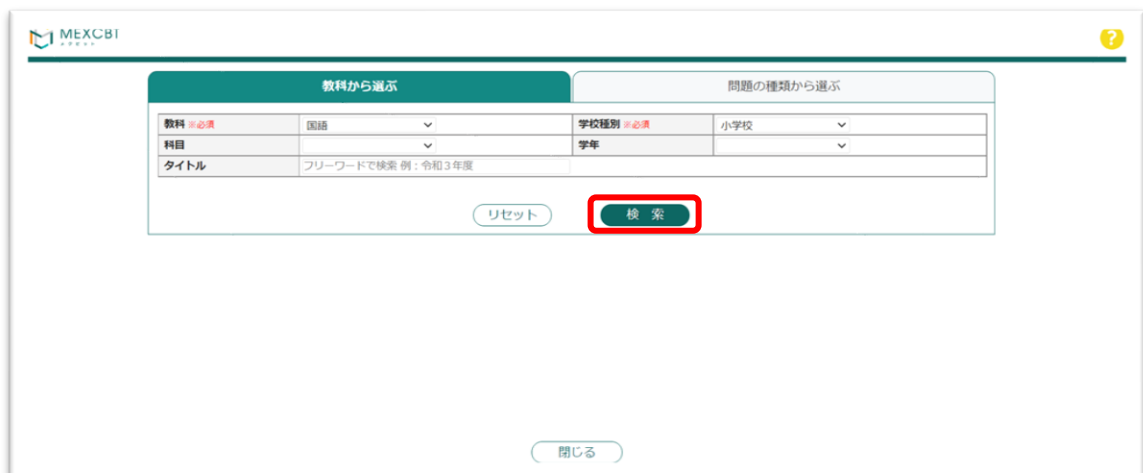 MEXCBT
メクビット
?
教科から選ぶ 問題の種類から選ぶ
教科 ※必須 国語 学校種別 ※必須 小学校
科目 学年
タイトル フリーワードで検索 例：令和3年度
リセット 検 索
閉じる